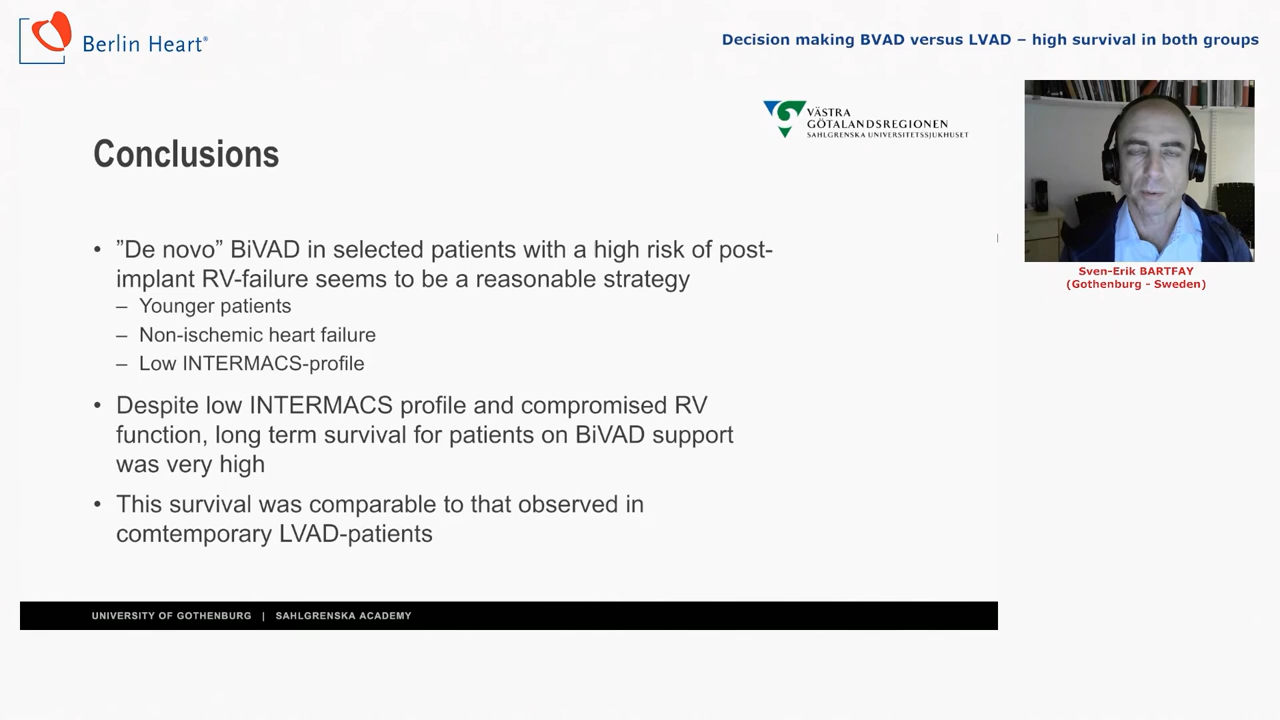 Berlin Heart®
Decision making BVAD versus LVAD – high survival in both groups
VÄSTRA
GÖTALANDSREGIONEN
SAHLGRENSKA UNIVERSITETSSJUKHUSET
Conclusions
• ”De novo” BiVAD in selected patients with a high risk of post-
implant RV-failure seems to be a reasonable strategy
– Younger patients
– Non-ischemic heart failure
– Low INTERMACS-profile
• Despite low INTERMACS profile and compromised RV
function, long term survival for patients on BiVAD support
was very high
• This survival was comparable to that observed in
comtemporary LVAD-patients
UNIVERSITY OF GOTHENBURG | SAHLGRENSKA ACADEMY
Sven-Erik BARTFAY
(Gothenburg - Sweden)